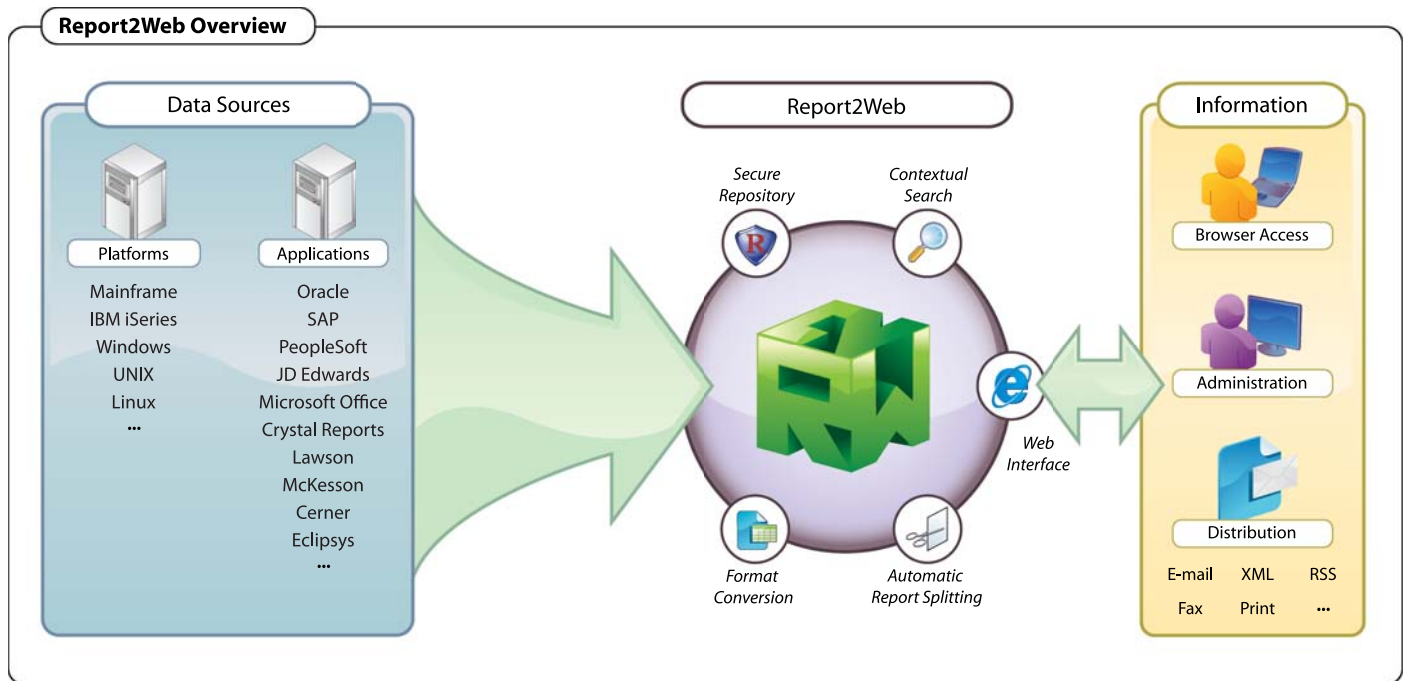 Report2Web Overview
Data Sources
Platforms
Mainframe
IBM iSeries
Windows
UNIX
Linux
...
Applications
Oracle
SAP
PeopleSoft
JD Edwards
Microsoft Office
Crystal Reports
Lawson
McKesson
Cerner
Eclipsys
...
Report2Web
Secure
Repository
Contextual
Search
R
R2W
e
Web
Interface
Format
Conversion
Automatic
Report Splitting
Information
Browser Access
Administration
Distribution
E-mail XML RSS
Fax Print ...